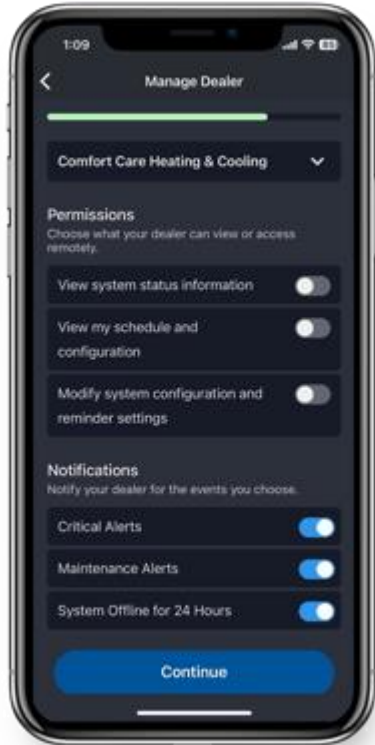 1:09
85
Manage Dealer
Comfort Care Heating & Cooling
Permissions
Choose what your dealer can view or access
remotely.
View system status information
View my schedule and
configuration
Modify system configuration and
reminder settings
Notifications
Notify your dealer for the events you choose.
Critical Alerts
Maintenance Alerts
System Offline for 24 Hours
Continue